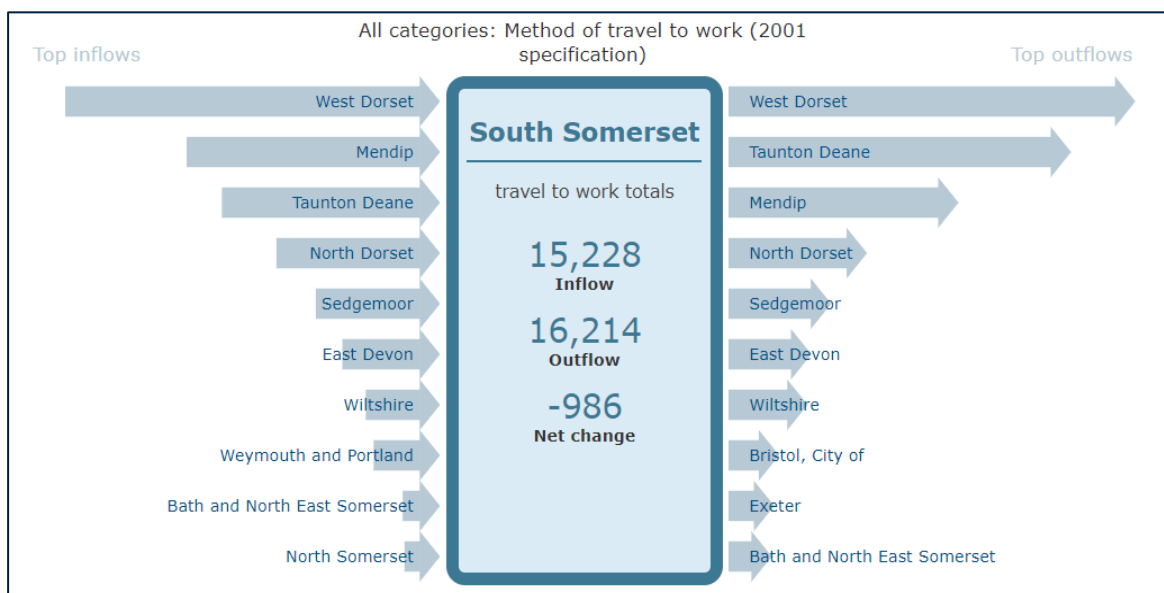 All categories: Method of travel to work (2001
specification)
Top inflows
Top outflows
West Dorset
Mendip
Taunton Deane
North Dorset
Sedgemoor
East Devon
Wiltshire
Weymouth and Portland
Bath and North East Somerset
North Somerset
South Somerset
travel to work totals
15,228
Inflow
16,214
Outflow
-986
Net change
West Dorset
Taunton Deane
Mendip
North Dorset
Sedgemoor
East Devon
Wiltshire
Bristol, City of
Exeter
Bath and North East Somerset